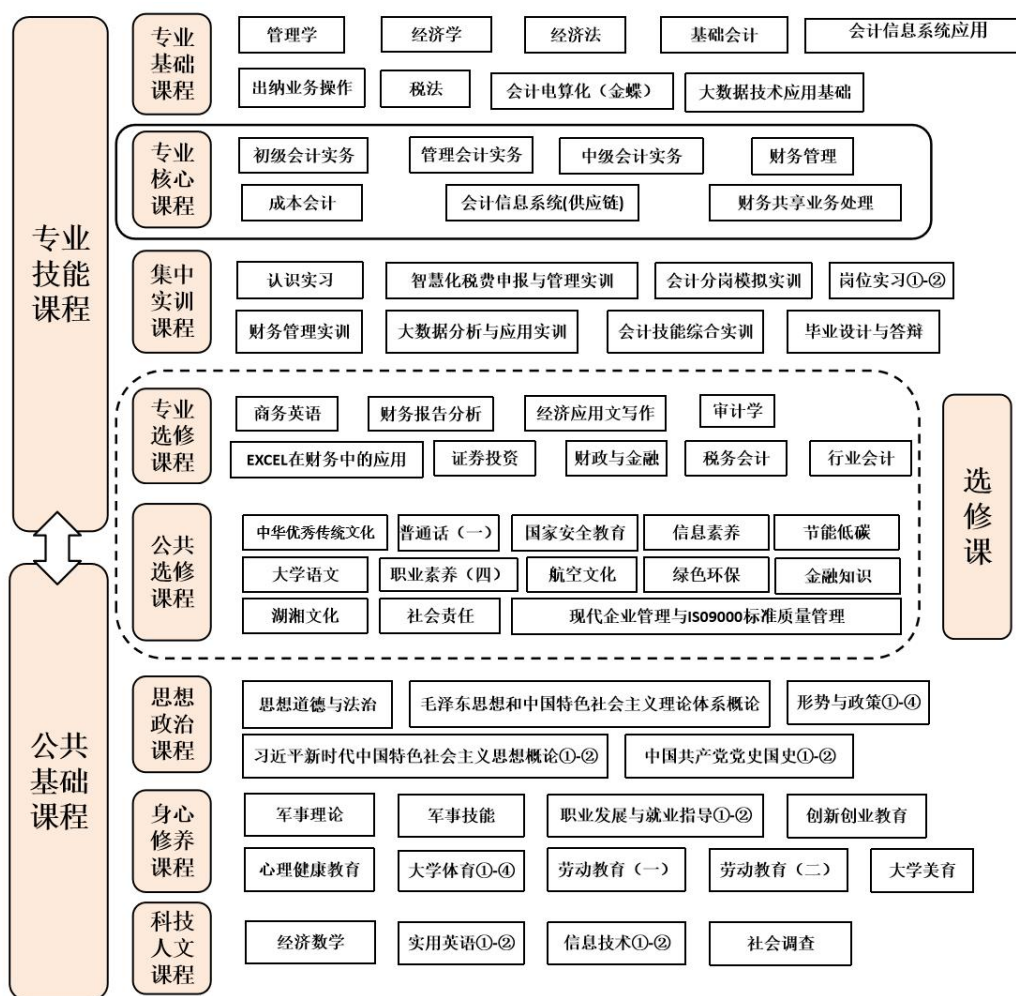 专业
技能
课程
专业
基础
课程
管理学 经济学 经济法 基础会计 会计信息系统应用
出纳业务操作 税法 会计电算化（金蝶） 大数据技术应用基础
专业
核心
课程
初级会计实务 管理会计实务 中级会计实务 财务管理
成本会计 会计信息系统(供应链) 财务共享业务处理
集中
实训
课程
认识实习 智慧化税费申报与管理实训 会计分岗模拟实训 岗位实习①-②
财务管理实训 大数据分析与应用实训 会计技能综合实训 毕业设计与答辩
专业
选修
课程
商务英语 财务报告分析 经济应用文写作 审计学
EXCEL在财务中的应用 证券投资 财政与金融 税务会计 行业会计
选
修
课
公共
选修
课程
中华优秀传统文化 普通话（一） 国家安全教育 信息素养 节能低碳
大学语文 职业素养（四） 航空文化 绿色环保 金融知识
湖湘文化 社会责任 现代企业管理与IS09000标准质量管理
公共
基础
课程
思想
政治
课程
思想道德与法治 毛泽东思想和中国特色社会主义理论体系概论 形势与政策①-④
习近平新时代中国特色社会主义思想概论①-② 中国共产党党史国史①-②
身心
修养
课程
军事理论 军事技能 职业发展与就业指导①-② 创新创业教育
心理健康教育 大学体育①-④ 劳动教育（一） 劳动教育（二） 大学美育
科技
人文
课程
经济数学 实用英语①-② 信息技术①-② 社会调查